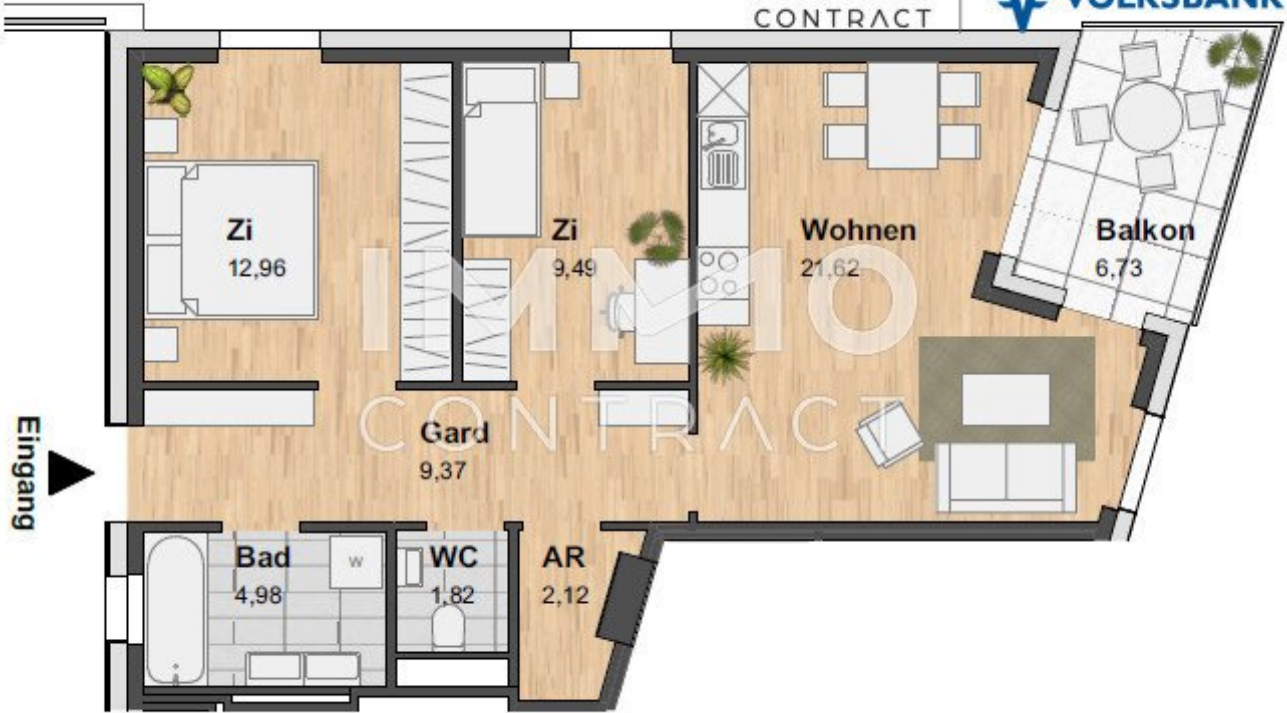 CONTRACT
VOLKSBANK
Zi
12,96
Zi
9,49
Wohnen
21,62
Balkon
6,73
IMMO
CONTRACT
Eingang
Gard
9,37
Bad
4,98
W
WC
1,82
AR
2,12